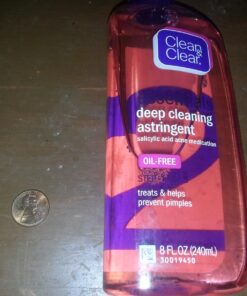 Clean &
Clear®
deep cleaning
astringent
salicylic acid acne medication
OIL-FREE
treats & helps
prevent pimples
8 FL OZ (240mL)
30019450